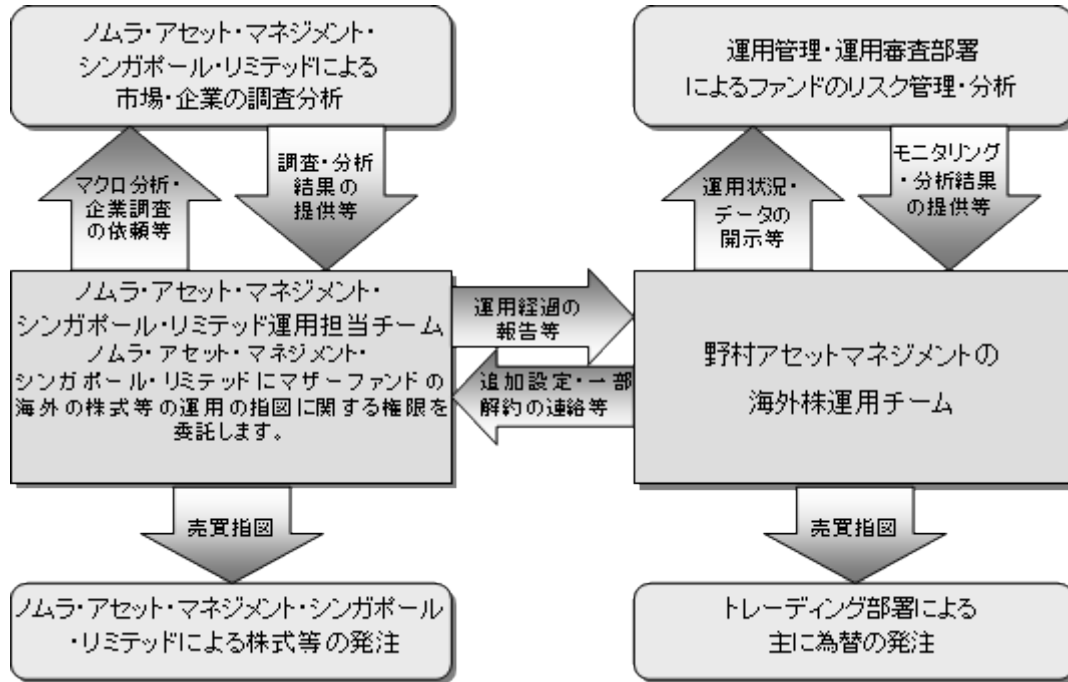 ノムラ・アセット・マネジメント・
シンガポール・リミテッドによる
市場・企業の調査分析
運用管理・運用審査部署
によるファンドのリスク管理・分析
マクロ分析・
企業調査
の依頼等
調査・分析
結果の
提供等
運用状況・
データの
開示等
モニタリング
・分析結果
の提供等
ノムラ・アセット・マネジメント・
シンガポール・リミテッド運用担当チーム
ノムラ・アセット・マネジメント・
シンガポール・リミテッドにマザーファンドの
海外の株式等の運用の指図に関する権限を
委託します。
運用経過の
報告等
追加設定・一部
解約の連絡等
野村アセットマネジメントの
海外株運用チーム
売買指図
売買指図
ノムラ・アセット・マネジメント・シンガポール
・リミテッドによる株式等の発注
トレーディング部署による
主に為替の発注